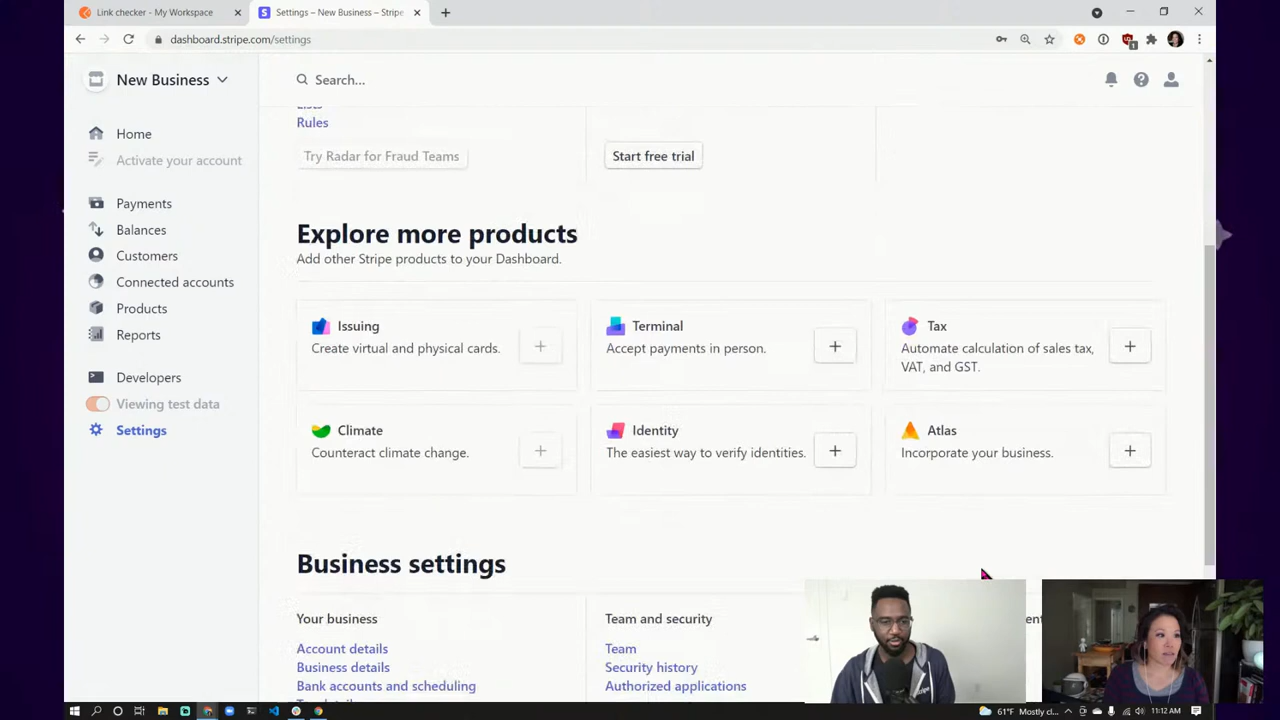 Link checker - My Workspace
Settings – New Business – Stripe
dashboard.stripe.com/settings
1
New Business
Search...
Home
Activate your account
Payments
Balances
Customers
Connected accounts
Products
Reports
Developers
Viewing test data
Settings
Lists
Rules
Try Radar for Fraud Teams
Start free trial
Explore more products
Add other Stripe products to your Dashboard.
Issuing
Create virtual and physical cards.
Terminal
Accept payments in person.
Tax
Automate calculation of sales tax,
VAT, and GST.
Climate
Counteract climate change.
Identity
The easiest way to verify identities.
Atlas
Incorporate your business.
Business settings
Your business
Account details
Business details
Bank accounts and scheduling
Team and security
Team
Security history
Authorized applications
61°F Mostly cl...
11:12 AM